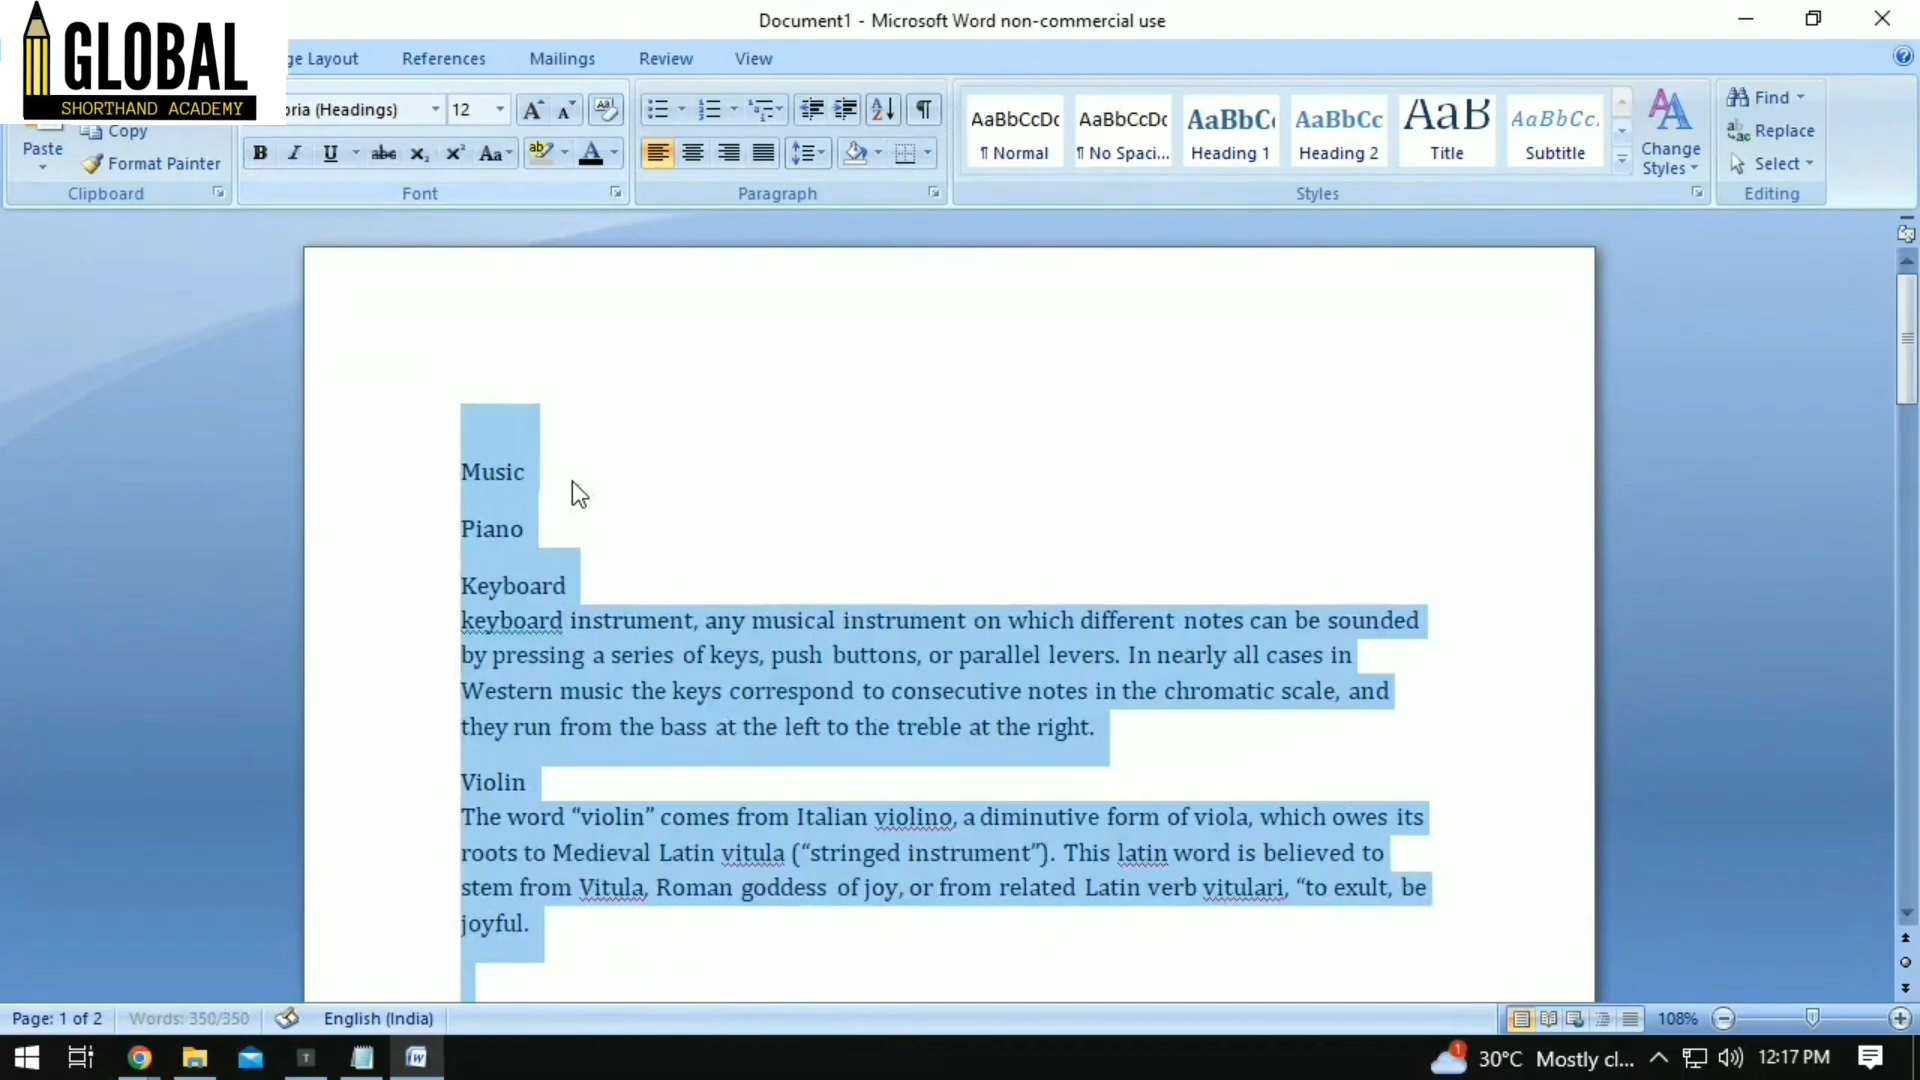 Document1 - Microsoft Word non-commercial use
GLOBAL
SHORTHAND ACADEMY
ge Layout References Mailings Review View
oria (Headings) 12
Paste
Copy
Format Painter
Clipboard
Font
Paragraph
AaBbCcDc AaBbCcDc AaBbC AaBbCc AaB AaBbCc.
¶ Normal ¶ No Spaci... Heading 1 Heading 2 Title Subtitle
Change
Styles
Styles
Find
Replace
Select
Editing
Music
Piano
Keyboard
keyboard instrument, any musical instrument on which different notes can be sounded
by pressing a series of keys, push buttons, or parallel levers. In nearly all cases in
Western music the keys correspond to consecutive notes in the chromatic scale, and
they run from the bass at the left to the treble at the right.
Violin
The word “violin” comes from Italian violino, a diminutive form of viola, which owes its
roots to Medieval Latin vitula (“stringed instrument”). This latin word is believed to
stem from Vitula, Roman goddess of joy, or from related Latin verb vitulari, “to exult, be
joyful.
Page: 1 of 2 Words: 350/350 English (India) 108%
30°C Mostly cl... 12:17 PM